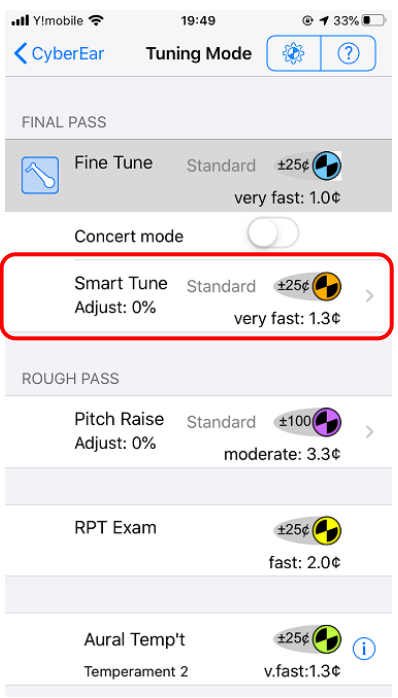 Y!mobile 19:49 33%
CyberEar Tuning Mode ?
FINAL PASS
Fine Tune Standard ±25¢
very fast: 1.0¢
Concert mode
Smart Tune Standard ±25¢
Adjust: 0% very fast: 1.3¢
ROUGH PASS
Pitch Raise Standard ±100
Adjust: 0% moderate: 3.3¢
RPT Exam ±25¢
fast: 2.0¢
Aural Temp't ±25¢ i
Temperament 2 v.fast:1.3¢